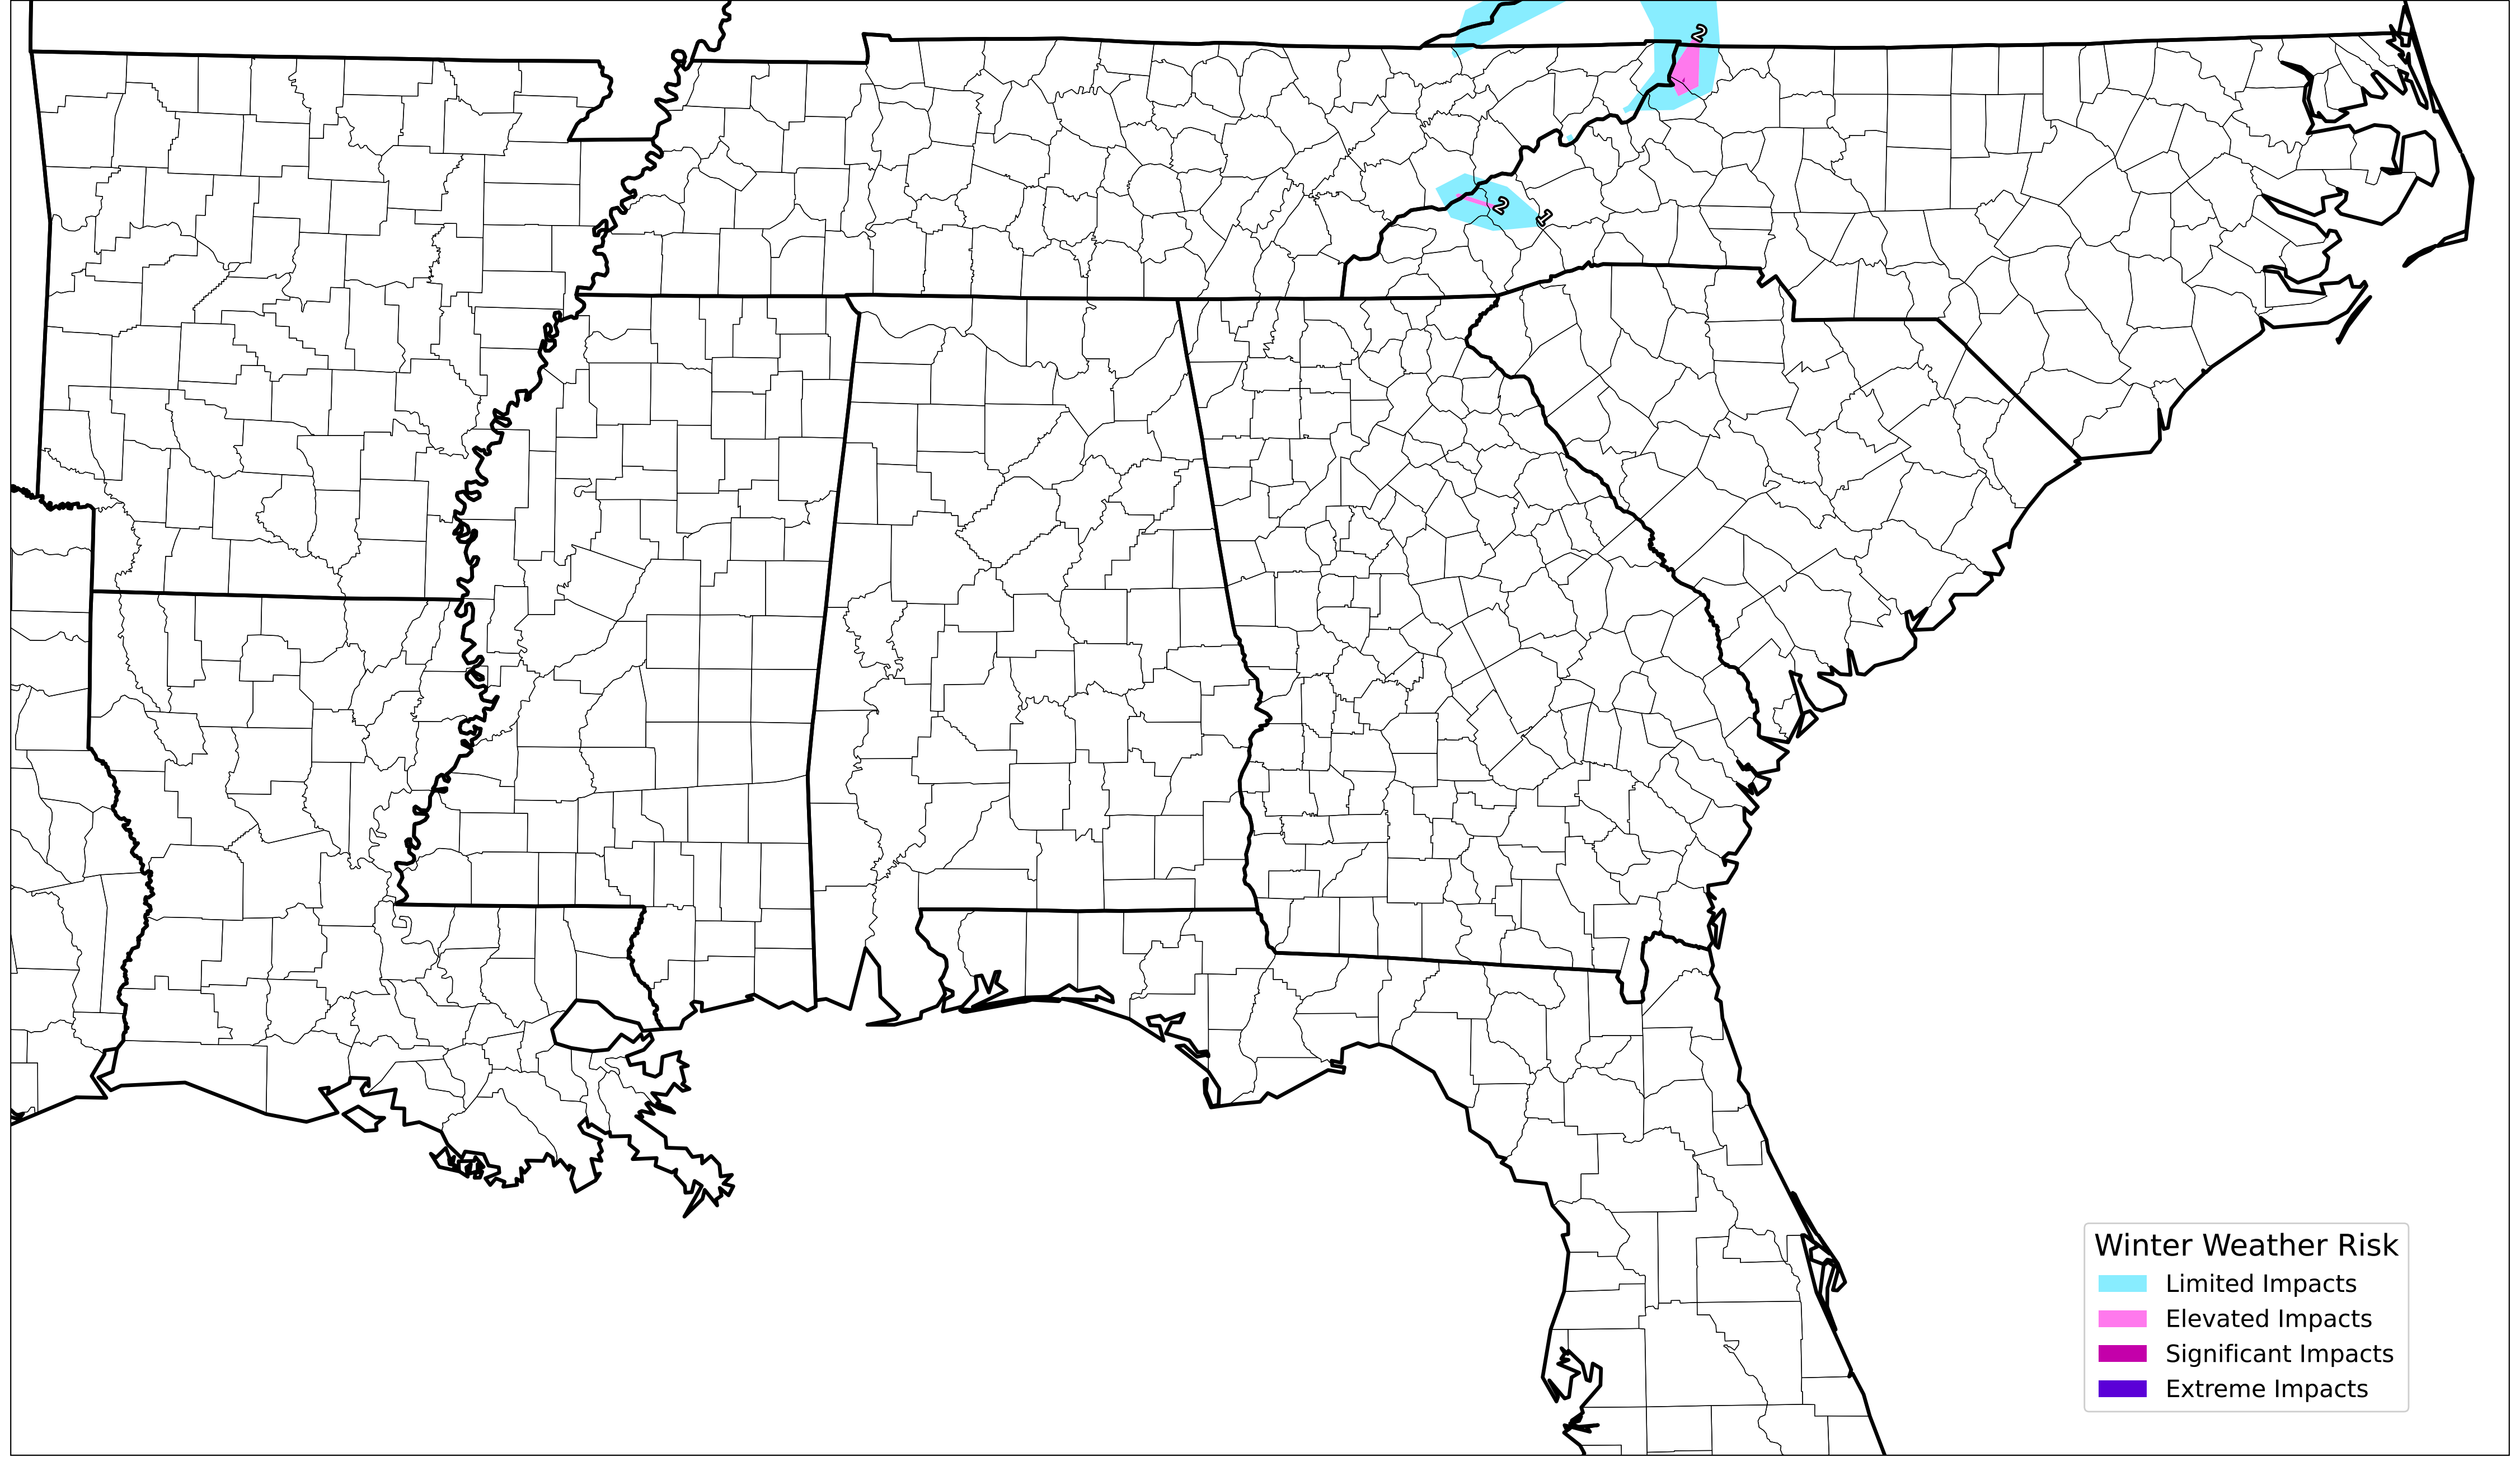 2
2
1
Winter Weather Risk
Limited Impacts
Elevated Impacts
Significant Impacts
Extreme Impacts